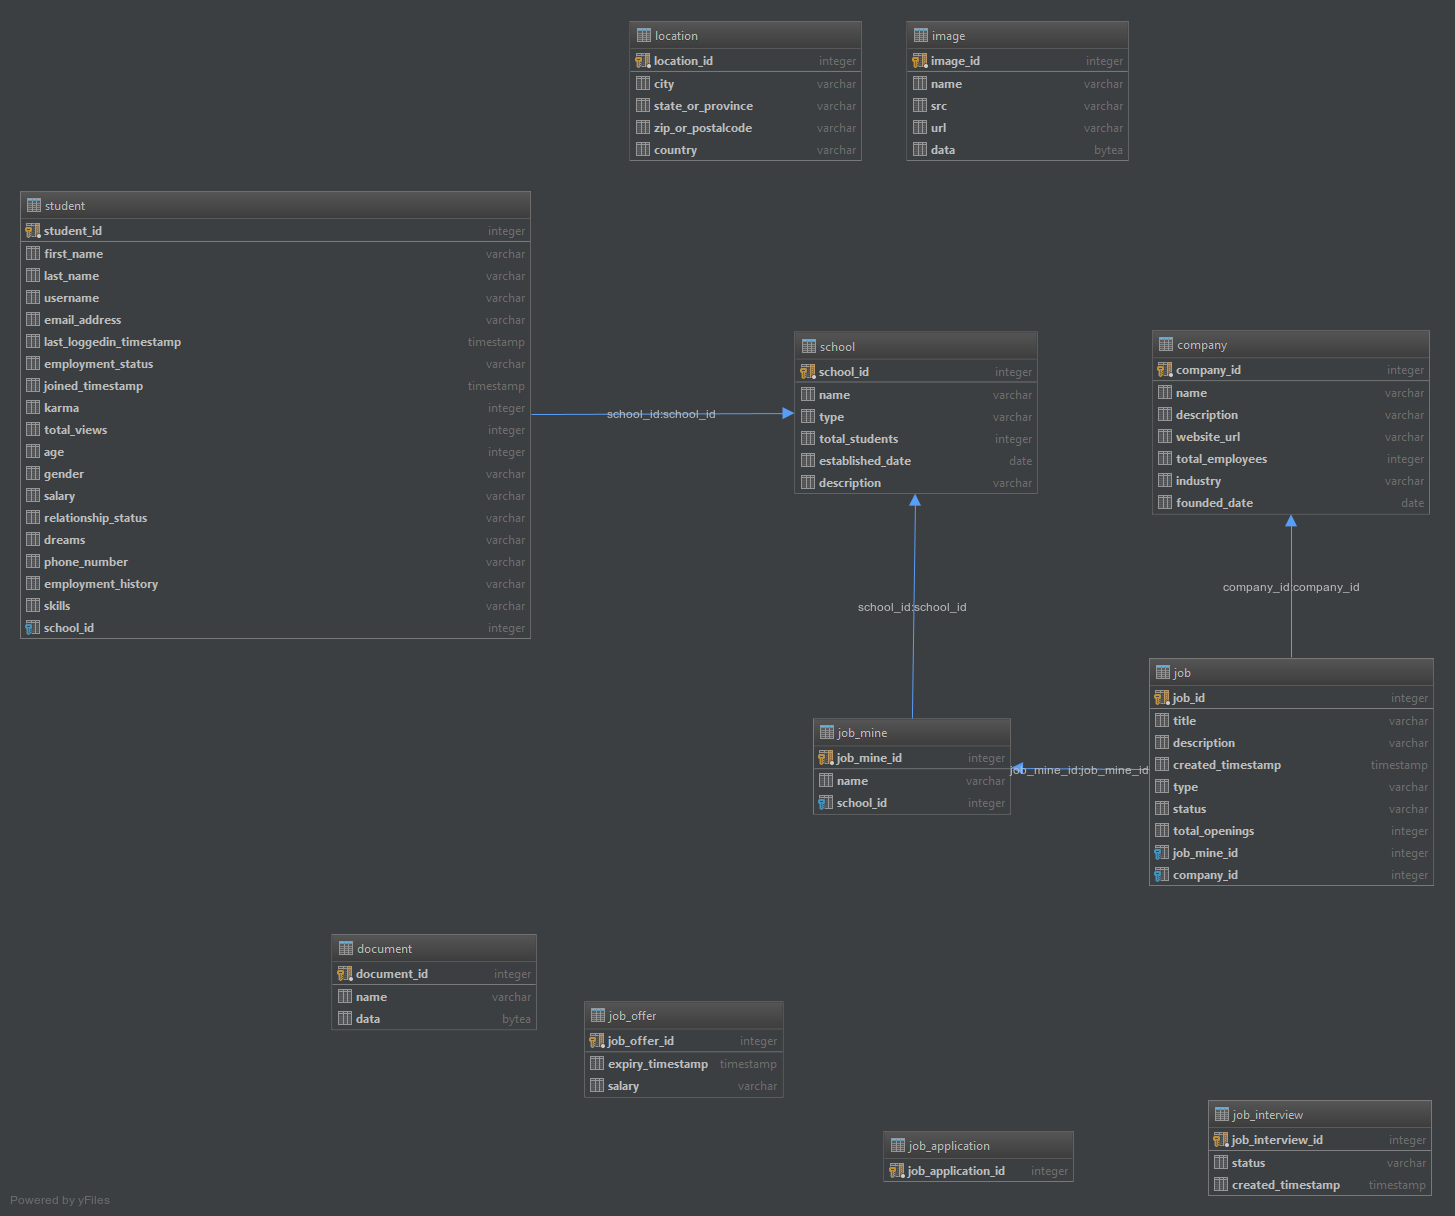 location
location_id integer
city varchar
state_or_province varchar
zip_or_postalcode varchar
country varchar
image
image_id integer
name varchar
src varchar
url varchar
data bytea
student
student_id integer
first_name varchar
last_name varchar
username varchar
email_address varchar
last_loggedin_timestamp timestamp
employment_status varchar
joined_timestamp timestamp
karma integer
total_views integer
age integer
gender varchar
salary varchar
relationship_status varchar
dreams varchar
phone_number varchar
employment_history varchar
skills varchar
school_id integer
school_id:school_id
school
school_id integer
name varchar
type varchar
total_students integer
established_date date
description varchar
company
company_id integer
name varchar
description varchar
website_url varchar
total_employees integer
industry varchar
founded_date date
school_id:school_id
company_id:company_id
job_mine
job_mine_id integer
name varchar
school_id integer
job_mine_id:job_mine_id
job
job_id integer
title varchar
description varchar
created_timestamp timestamp
type varchar
status varchar
total_openings integer
job_mine_id integer
company_id integer
document
document_id integer
name varchar
data bytea
job_offer
job_offer_id integer
expiry_timestamp timestamp
salary varchar
job_application
job_application_id integer
job_interview
job_interview_id integer
status varchar
created_timestamp timestamp
Powered by yFiles